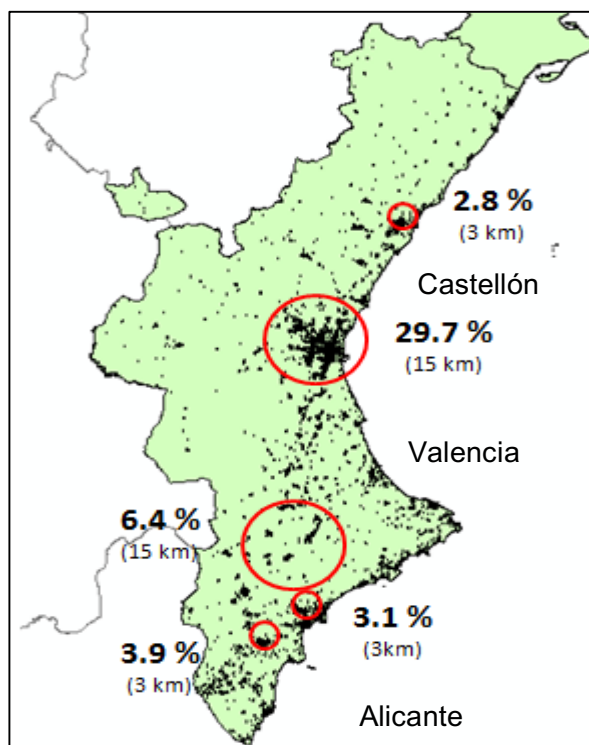 2.8 %
(3 km)
Castellón
29.7 %
(15 km)
Valencia
6.4 %
(15 km)
3.1 %
(3km)
3.9 %
(3 km)
Alicante